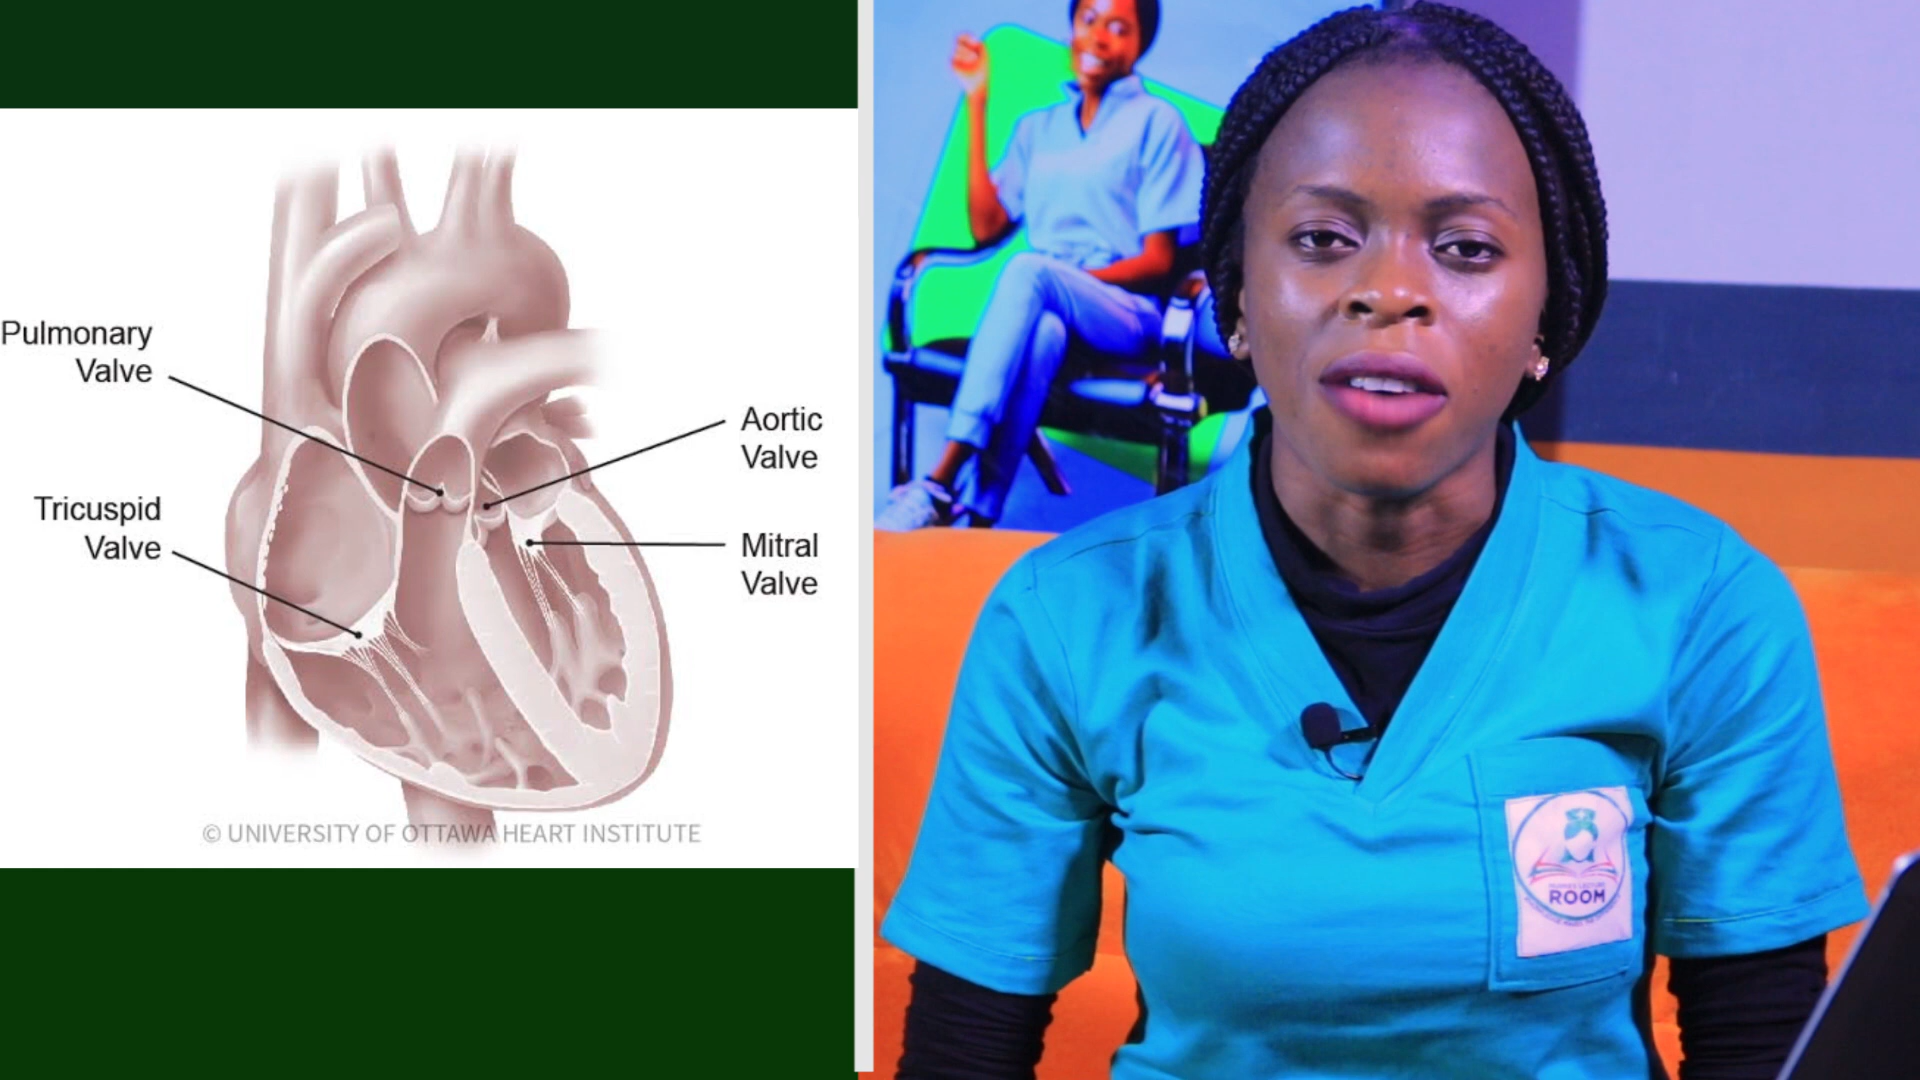 Pulmonary
Valve
Tricuspid
Valve
Aortic
Valve
Mitral
Valve
© UNIVERSITY OF OTTAWA HEART INSTITUTE
ROOM